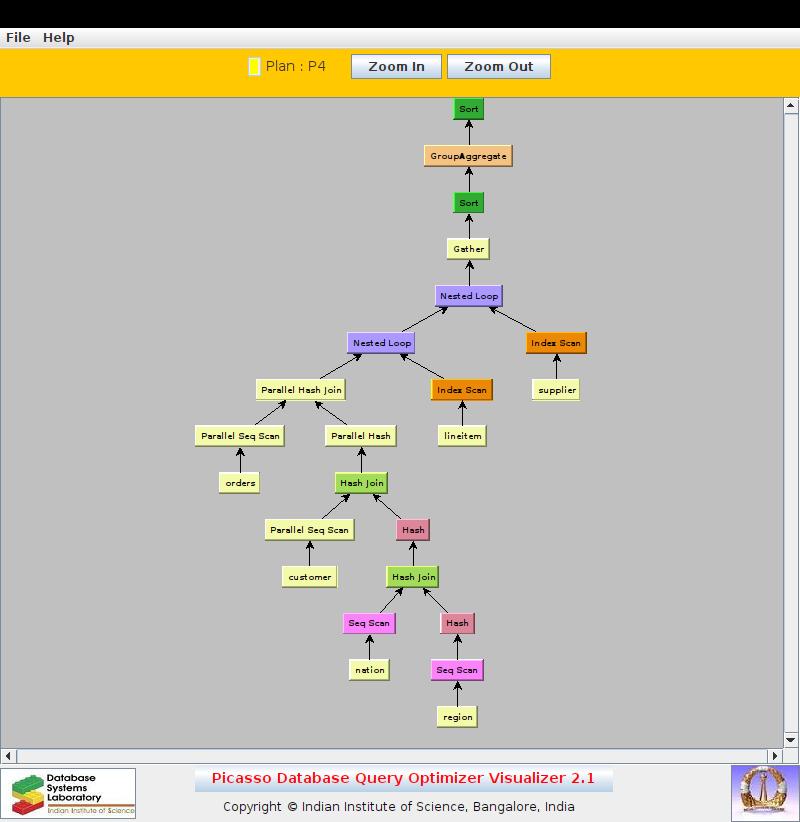 File Help
Plan : P4 Zoom In Zoom Out
Sort
GroupAggregate
Sort
Gather
Nested Loop
Nested Loop Index Scan
Parallel Hash Join Index Scan supplier
Parallel Seq Scan Parallel Hash lineitem
orders Hash Join
Parallel Seq Scan Hash
customer Hash Join
Seq Scan Hash
nation Seq Scan
region
Database
Systems
Laboratory
Indian Institute of Science
Picasso Database Query Optimizer Visualizer 2.1
Copyright © Indian Institute of Science, Bangalore, India